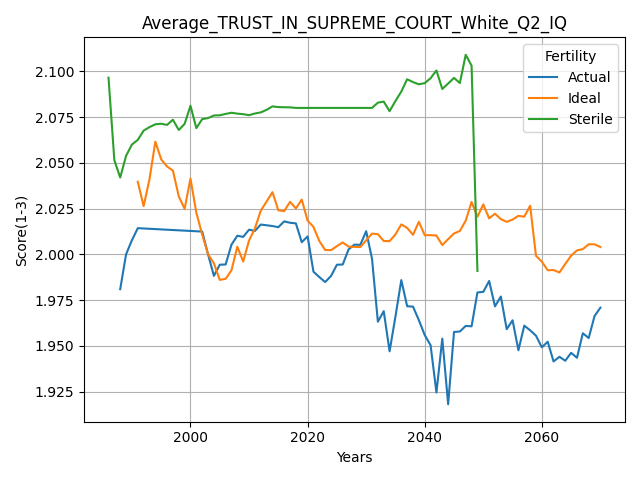 Average_TRUST_IN_SUPREME_COURT_White_Q2_IQ
Fertility
Actual
Ideal
Sterile
Score(1-3)
2.100
2.075
2.050
2.025
2.000
1.975
1.950
1.925
2000
2020
2040
2060
Years